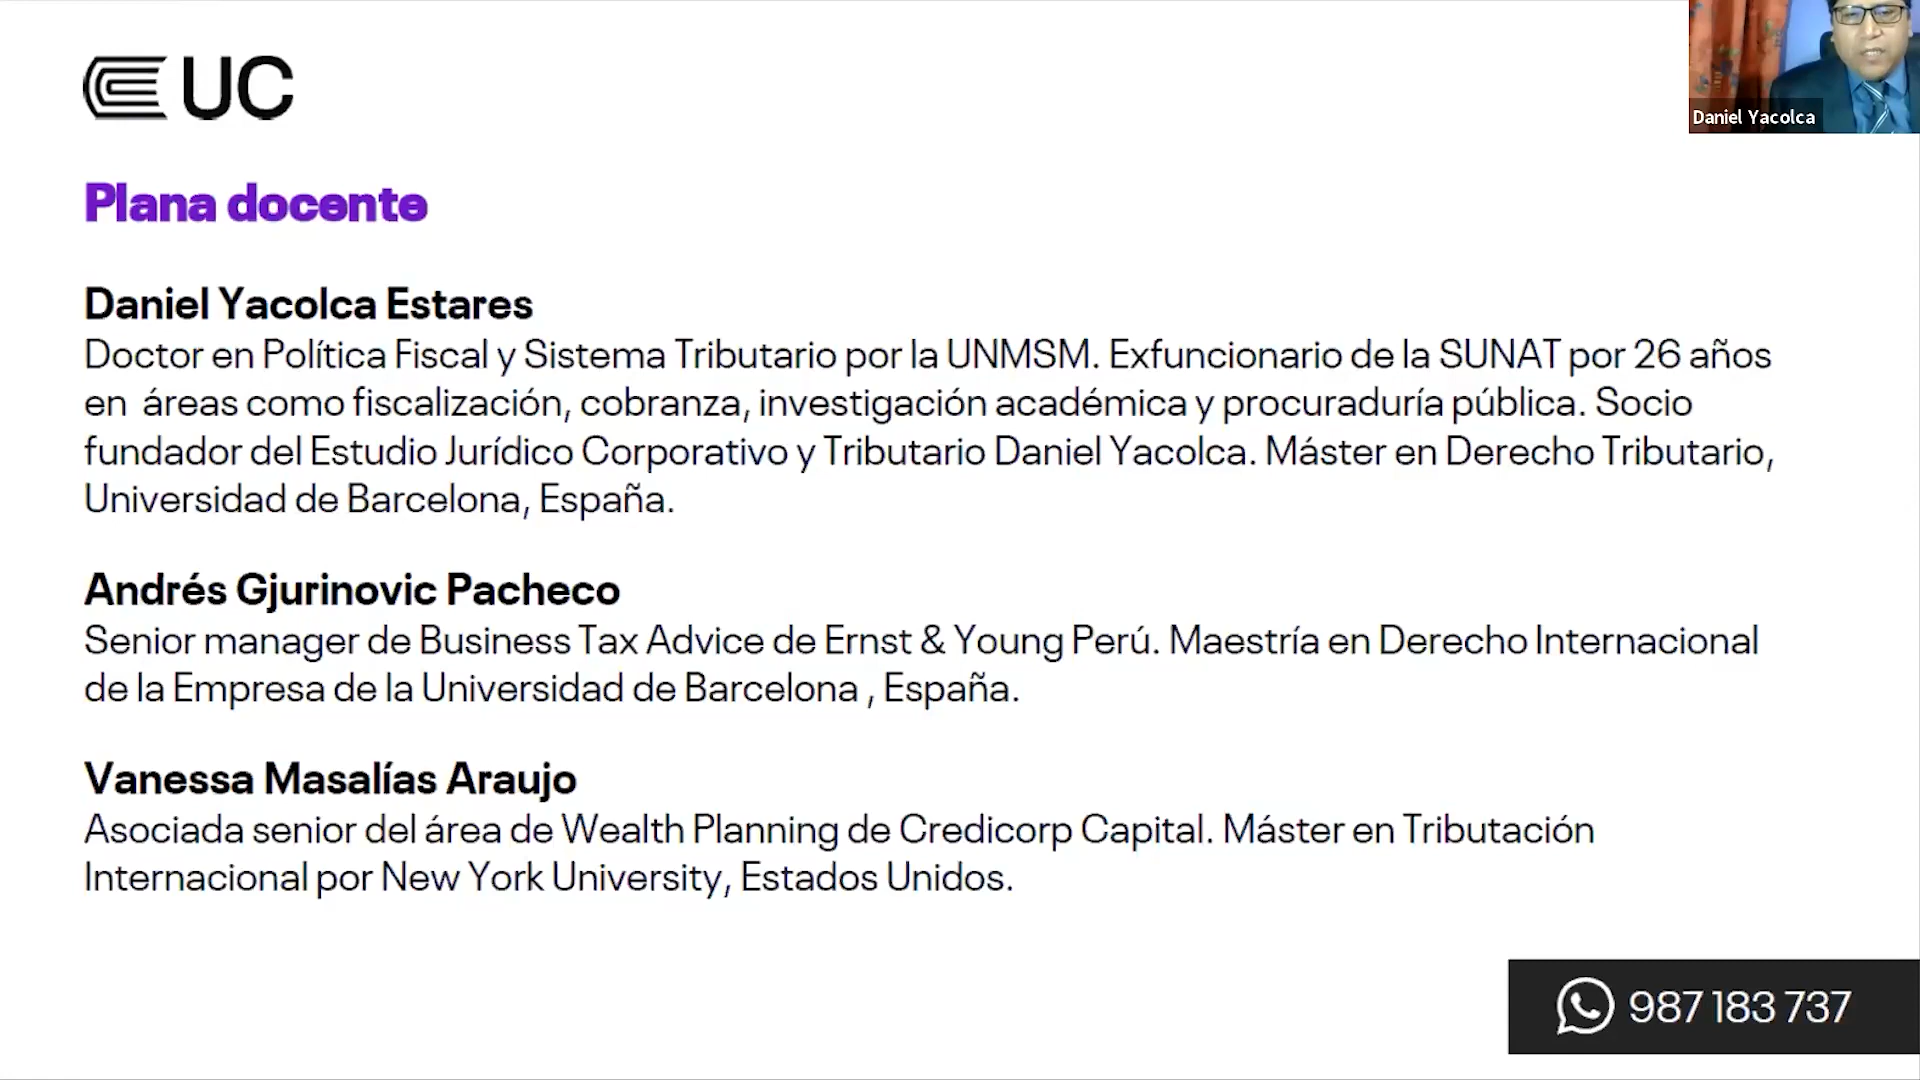 UC
Daniel Yacolca
Plana docente
Daniel Yacolca Estares
Doctor en Política Fiscal y Sistema Tributario por la UNMSM. Exfuncionario de la SUNAT por 26 años
en áreas como fiscalización, cobranza, investigación académica y procuraduría pública. Socio
fundador del Estudio Jurídico Corporativo y Tributario Daniel Yacolca. Máster en Derecho Tributario,
Universidad de Barcelona, España.
Andrés Gjurinovic Pacheco
Senior manager de Business Tax Advice de Ernst & Young Perú. Maestría en Derecho Internacional
de la Empresa de la Universidad de Barcelona , España.
Vanessa Masalías Araujo
Asociada senior del área de Wealth Planning de Credicorp Capital. Máster en Tributación
Internacional por New York University, Estados Unidos.
987 183 737